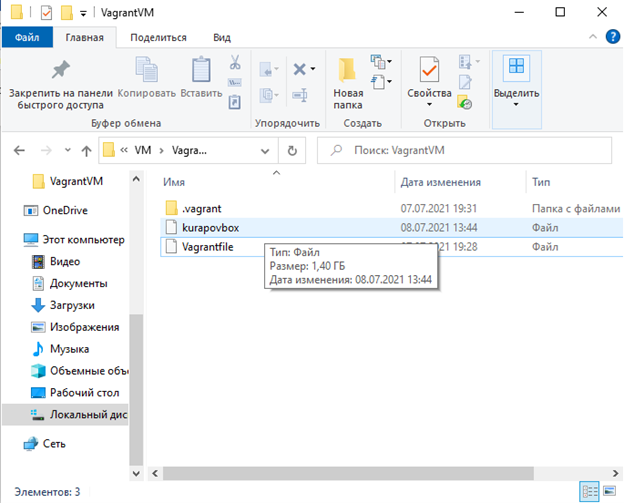 VagrantVM
Файл Главная Поделиться Вид
Закрепить на панели быстрого доступа
Копировать
Вставить
Буфер обмена
Упорядочить
Новая папка
Создать
Свойства
Открыть
Выделить
« VM › Vagra...
Поиск: VagrantVM
VagrantVM
OneDrive
Этот компьютер
Видео
Документы
Загрузки
Изображения
Музыка
Объемные объ
Рабочий стол
Локальный дис
Сеть
Имя Дата изменения Тип
.vagrant 07.07.2021 19:31 Папка с файлами
kurapovbox 08.07.2021 13:44 Файл
Vagrantfile 19:28 Файл
Тип: Файл
Размер: 1,40 ГБ
Дата изменения: 08.07.2021 13:44
Элементов: 3